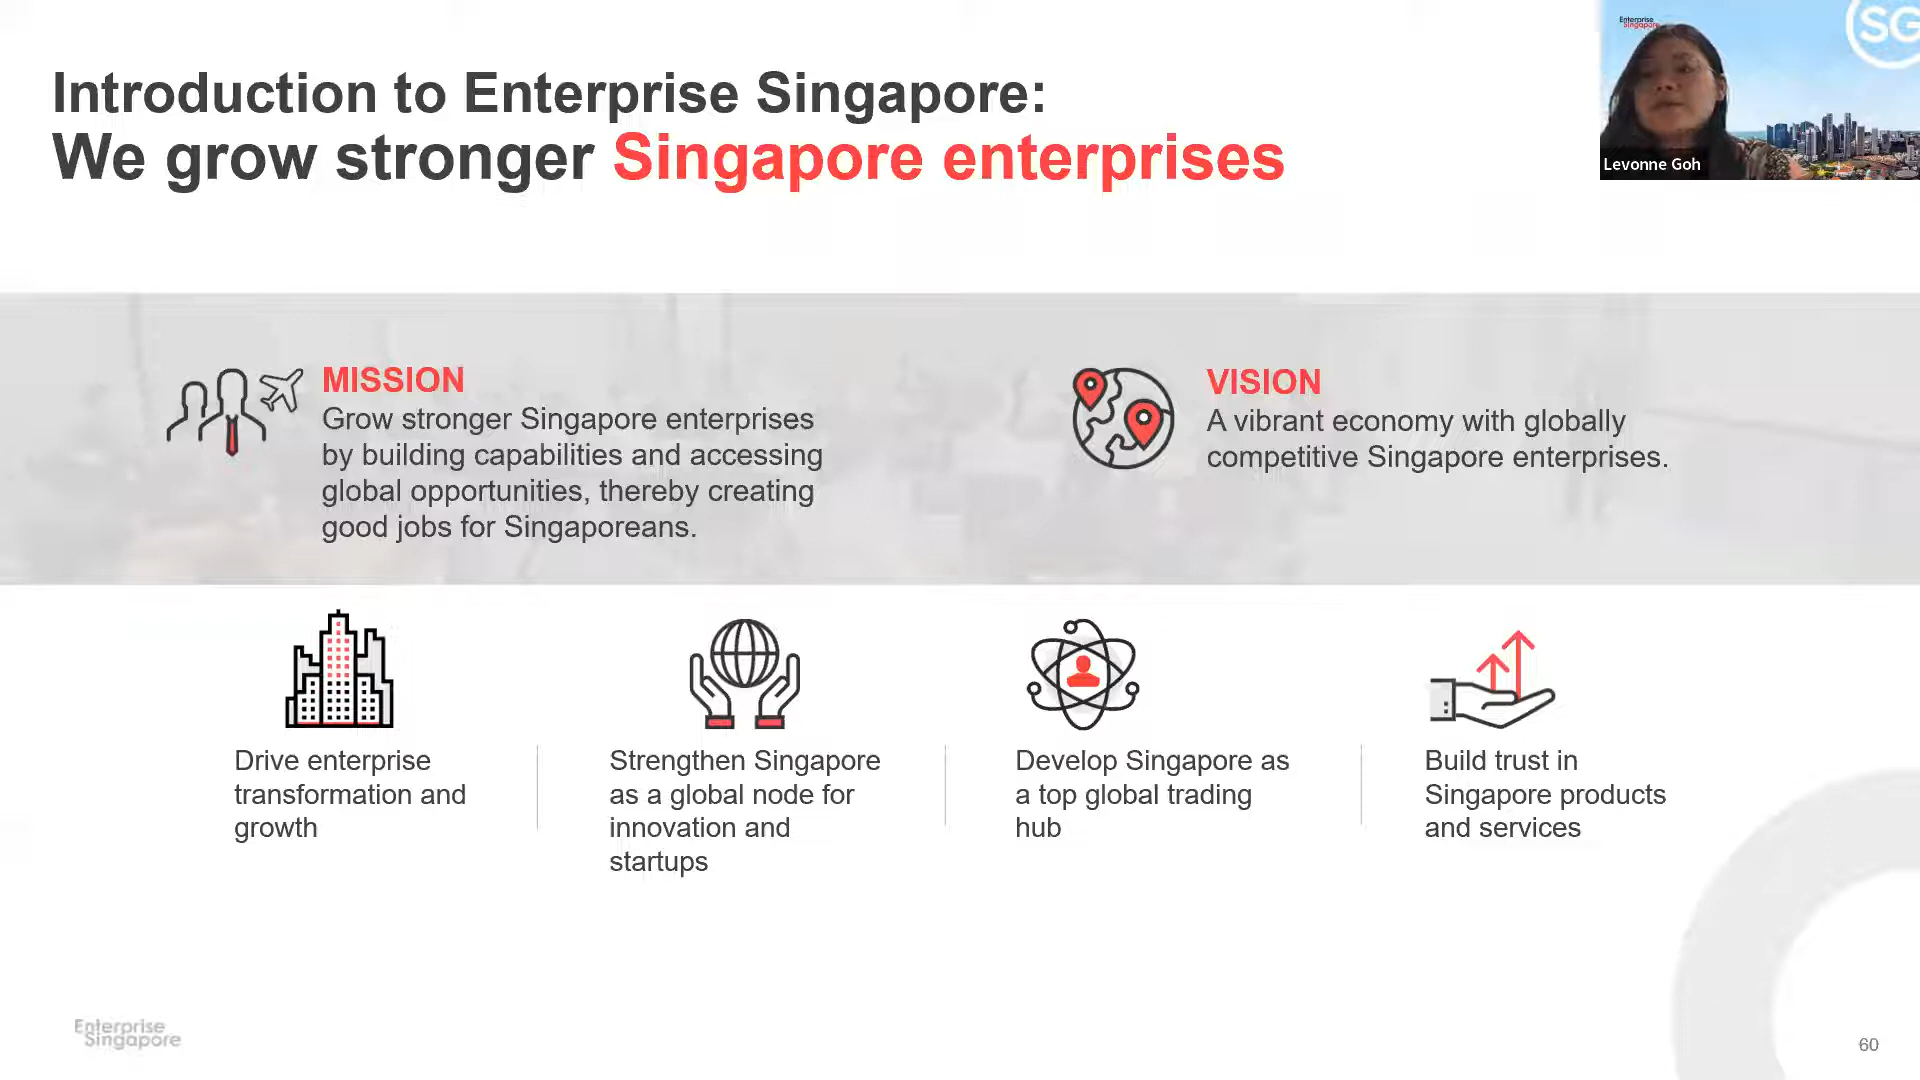 Introduction to Enterprise Singapore:
We grow stronger Singapore enterprises
Enterprise
Singapore
SG
Levonne Goh
MISSION
Grow stronger Singapore enterprises
by building capabilities and accessing
global opportunities, thereby creating
good jobs for Singaporeans.
VISION
A vibrant economy with globally
competitive Singapore enterprises.
Drive enterprise
transformation and
growth
Strengthen Singapore
as a global node for
innovation and
startups
Develop Singapore as
a top global trading
hub
Build trust in
Singapore products
and services
Enterprise
Singapore
60